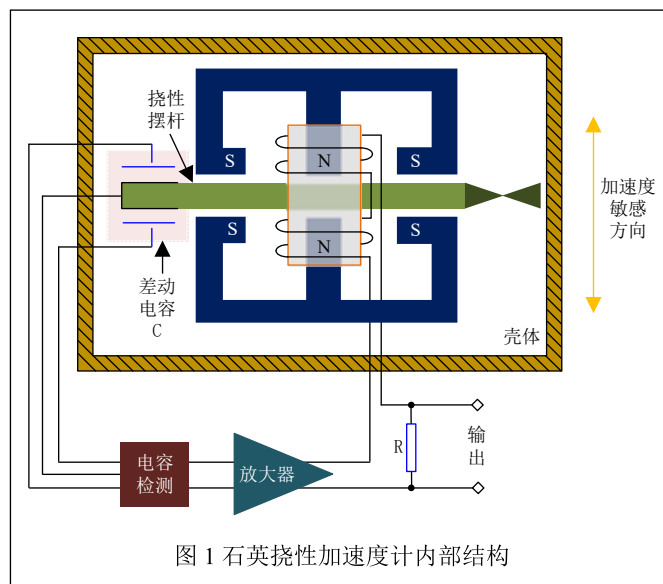 挠性
摆杆
S
N
S
加速度
敏感
方向
S
S
N
差动
电容
C
壳体
电容
检测
放大器
R
输
出
图 1 石英挠性加速度计内部结构